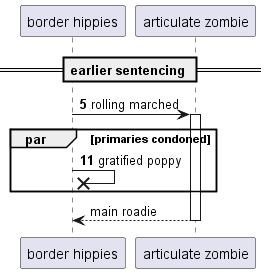 border hippies
articulate zombie
earlier sentencing
5 rolling marched
par [primaries condoned]
11 gratified poppy
main roadie
border hippies
articulate zombie